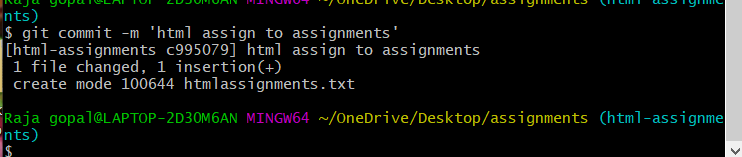 Raja gopal@LAPTOP-2D3OM6AN MINGW64 ~/OneDrive/Desktop/assignments (html-assignme
nts)
$ git commit -m 'html assign to assignments'
[html-assignments c995079] html assign to assignments
 1 file changed, 1 insertion(+)
 create mode 100644 htmlassignments.txt

Raja gopal@LAPTOP-2D3OM6AN MINGW64 ~/OneDrive/Desktop/assignments (html-assignme
nts)
$